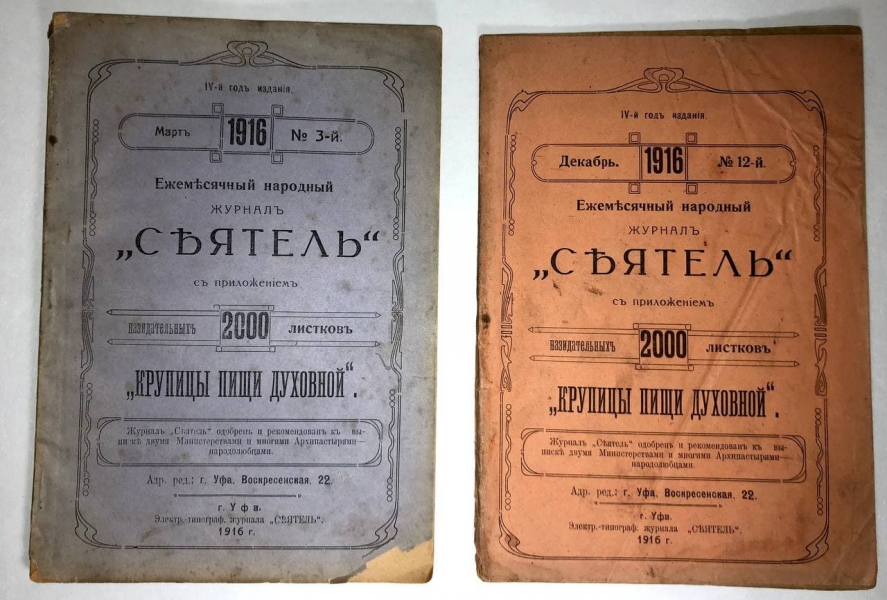 IV-й годъ изданія.
Мартъ 1916 № 3-й.
Ежемѣсячный народный
ЖУРНАЛЪ
„СѢЯТЕЛЬ“
съ приложеніемъ
назидательныхъ 2000 листковъ
„КРУПИЦЫ ПИЩИ ДУХОВНОЙ“.
Журналъ „Сѣятель“ одобренъ и рекомендованъ къ вы-
пискѣ двумя Министерствами и многими Архипастырями—
народолюбцами.
Адр. ред.: г. Уфа, Воскресенская, 22.
г. Уфа.
Электр.-типограф. журнала „СѢЯТЕЛЬ“.
1916 г.
IV-й годъ изданія.
Декабрь. 1916 № 12-й.
Ежемѣсячный народный
ЖУРНАЛЪ
„СѢЯТЕЛЬ“
съ приложеніемъ
назидательныхъ 2000 листковъ
„КРУПИЦЫ ПИЩИ ДУХОВНОЙ“.
Журналъ „Сѣятель“ одобренъ и рекомендованъ къ вы-
пискѣ двумя Министерствами и многими Архипастырями—
народолюбцами.
Адр. ред.: г. Уфа, Воскресенская, 22.
г. Уфа.
Электр.-типограф. журнала „СѢЯТЕЛЬ“.
1916 г.